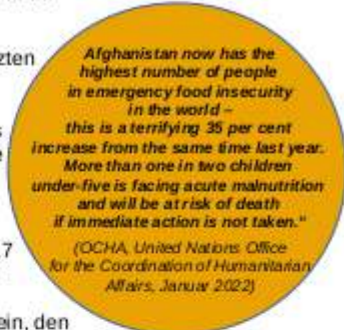 zten
Afghanistan now has the
highest number of people
in emergency food insecurity
in the world –
this is a terrifying 35 per cent
increase from the same time last year.
More than one in two children
under-five is facing acute malnutrition
and will be at risk of death
if immediate action is not taken."
(OCHA, United Nations Office
for the Coordination of Humanitarian
Affairs, Januar 2022)
7
ein, den